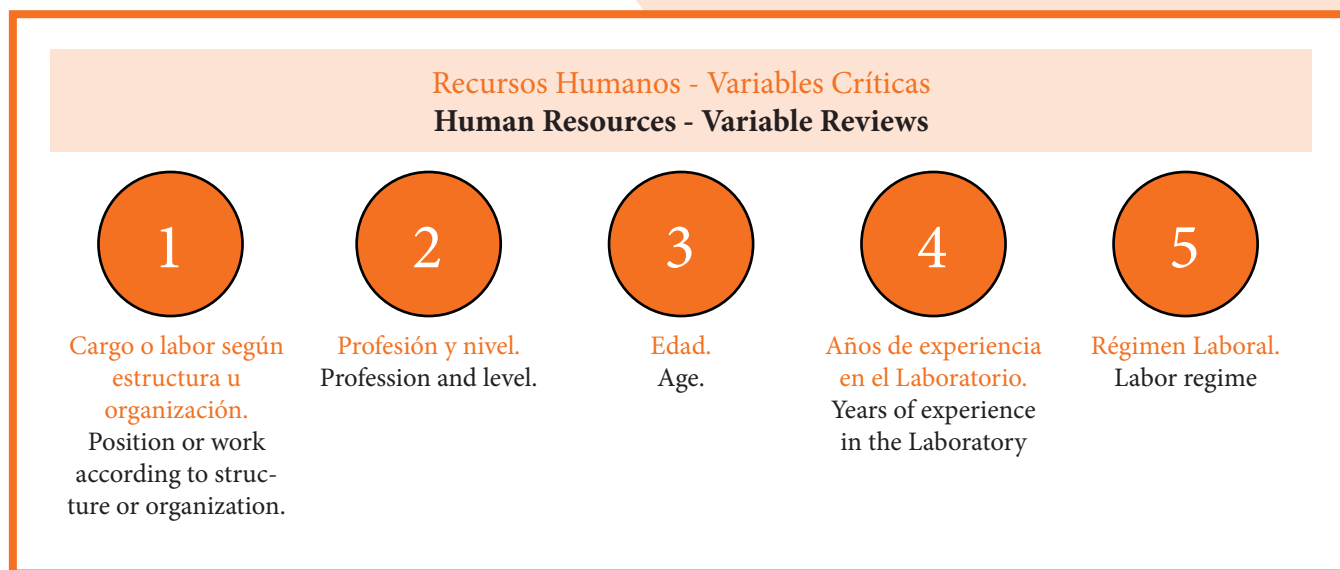 Recursos Humanos - Variables Críticas
Human Resources - Variable Reviews
1
Cargo o labor según
estructura u
organización.
Position or work
according to struc-
ture or organization.
2
Profesión y nivel.
Profession and level.
3
Edad.
Age.
4
Años de experiencia
en el Laboratorio.
Years of experience
in the Laboratory
5
Régimen Laboral.
Labor regime